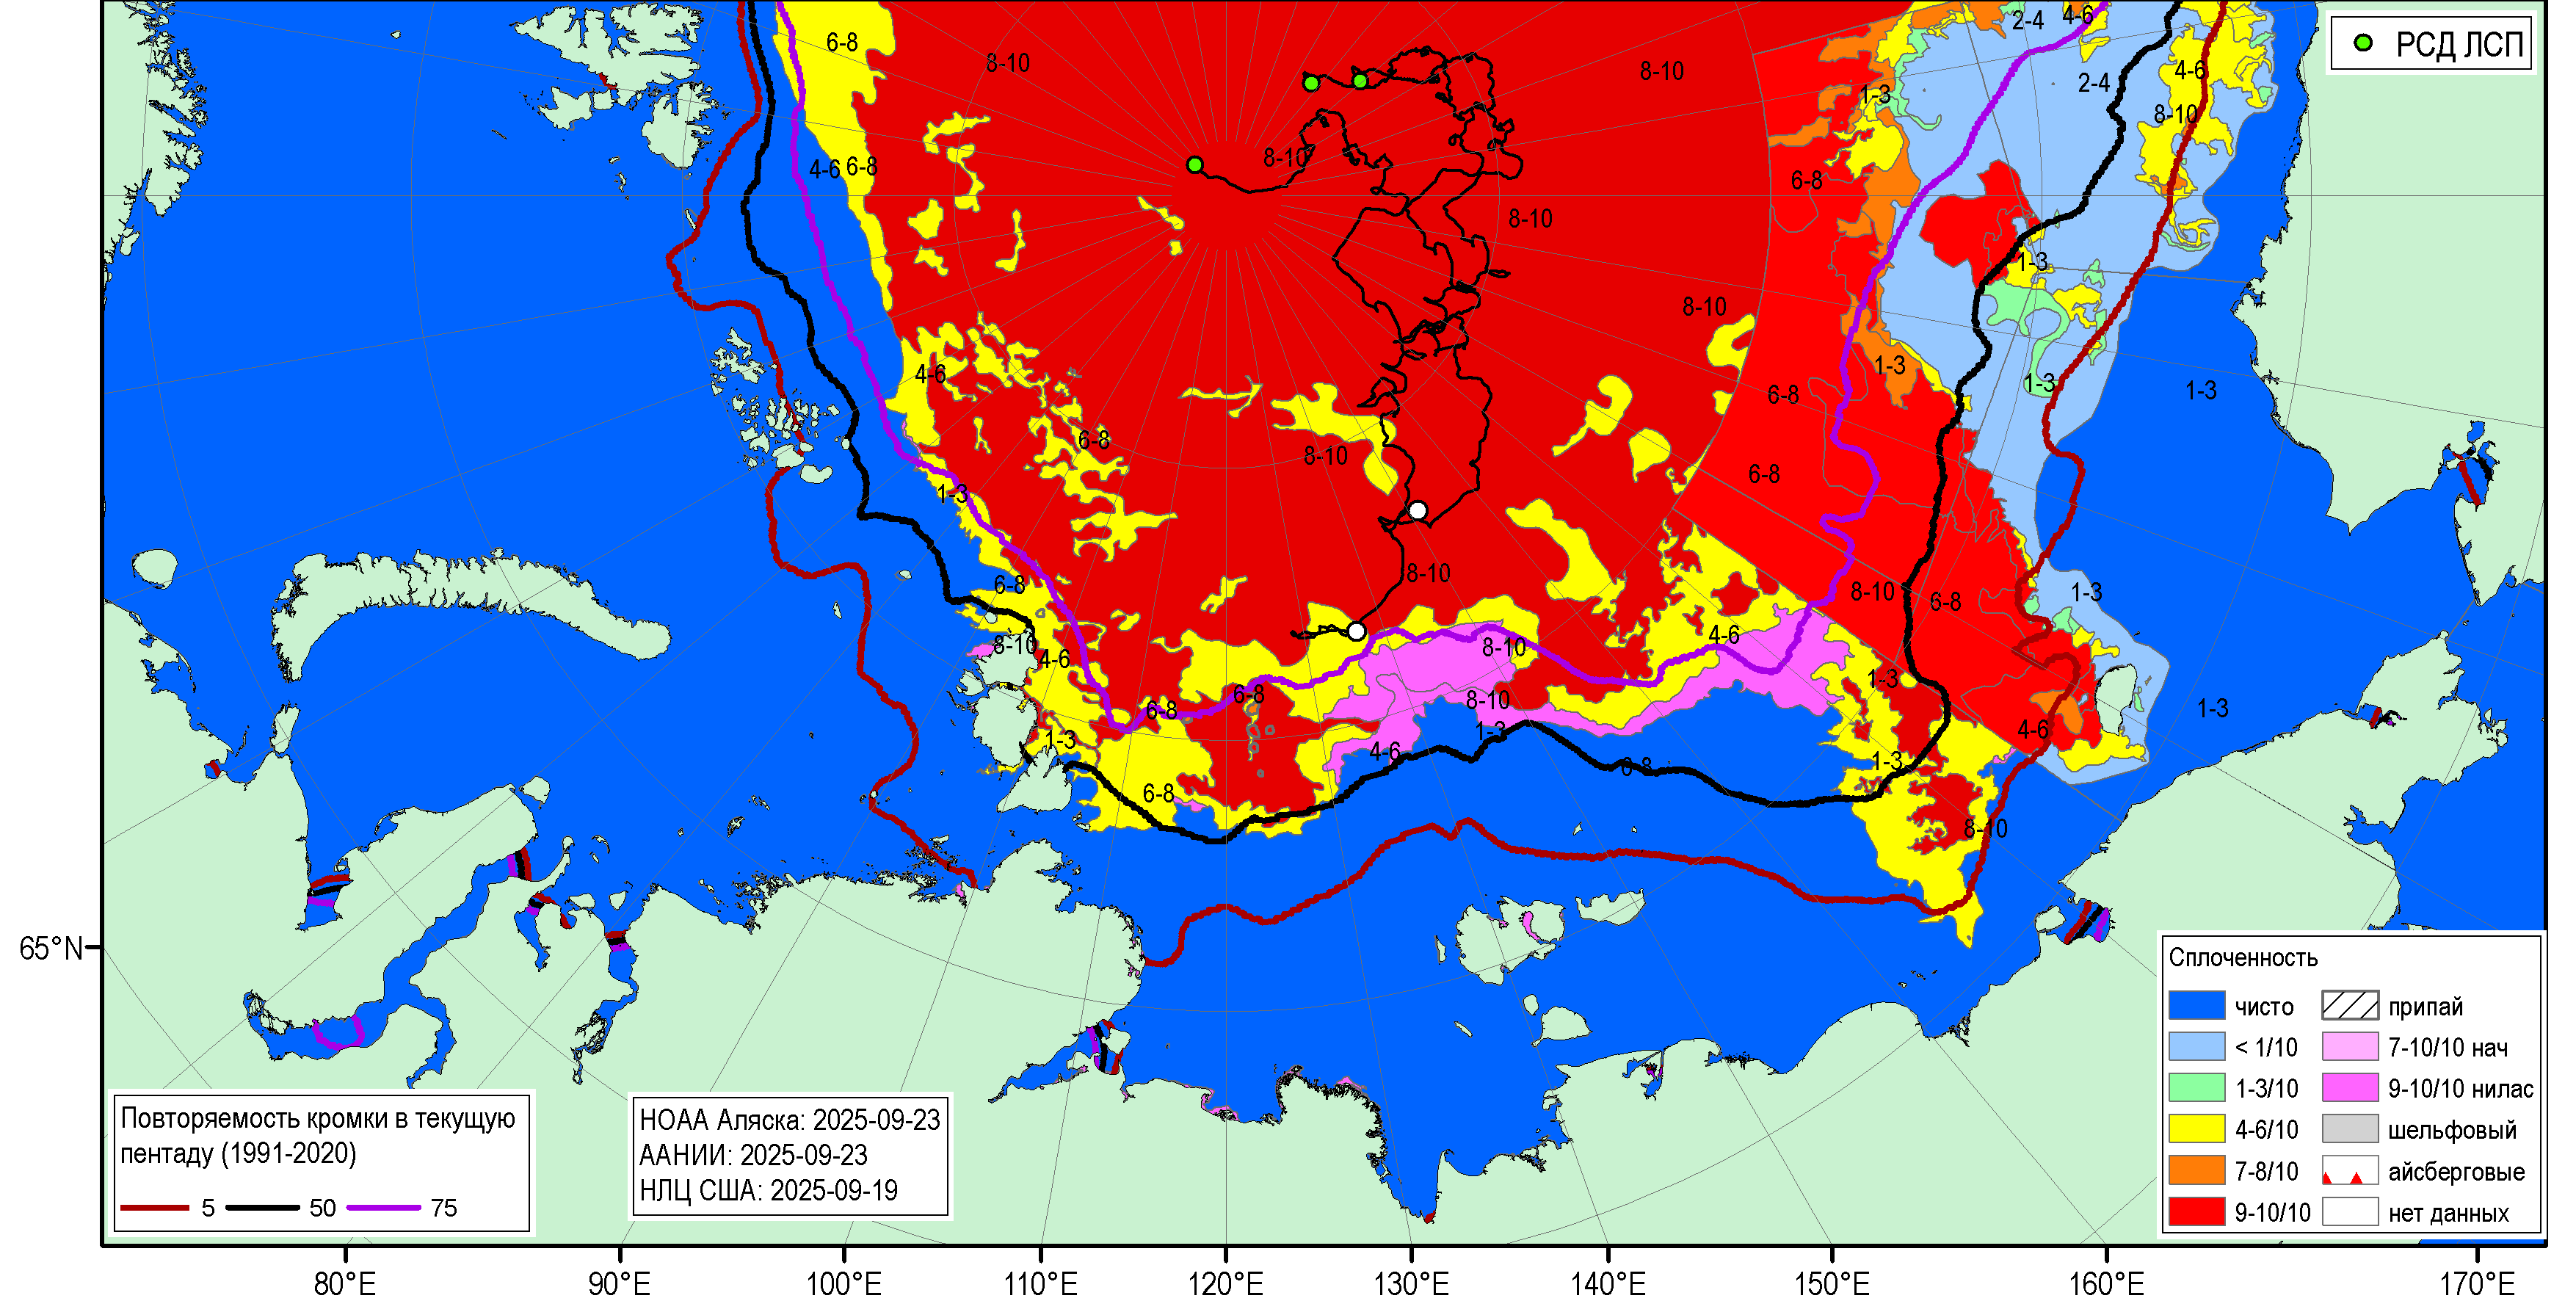 6-8
8-10
8-10
2-4
4-6
РСД ЛСП
4-6
2-4
1-3
8-10
4-6
6-8
8-10
6-8
8-10
1-3
8-10
4-6
1-3
1-3
1-3
6-8
6-8
8-10
6-8
1-3
8-10
6-8
8-10
6-8
1-3
8-10
4-6
4-6
8-10
1-3
6-8
6-8
8-10
1-3
4-6
1-3
1-3
4-6
6-8
1-3
6-8
8-10
65°N
Повторяемость кромки в текущую
пентаду (1991-2020)
5
50
75
НОАА Аляска: 2025-09-23
ААНИИ: 2025-09-23
НЛЦ США: 2025-09-19
Сплоченность
чисто
припай
< 1/10
7-10/10 нач
1-3/10
9-10/10 нилас
4-6/10
шельфовый
7-8/10
айсберговые
9-10/10
нет данных
80°E
90°E
100°E
110°E
120°E
130°E
140°E
150°E
160°E
170°E